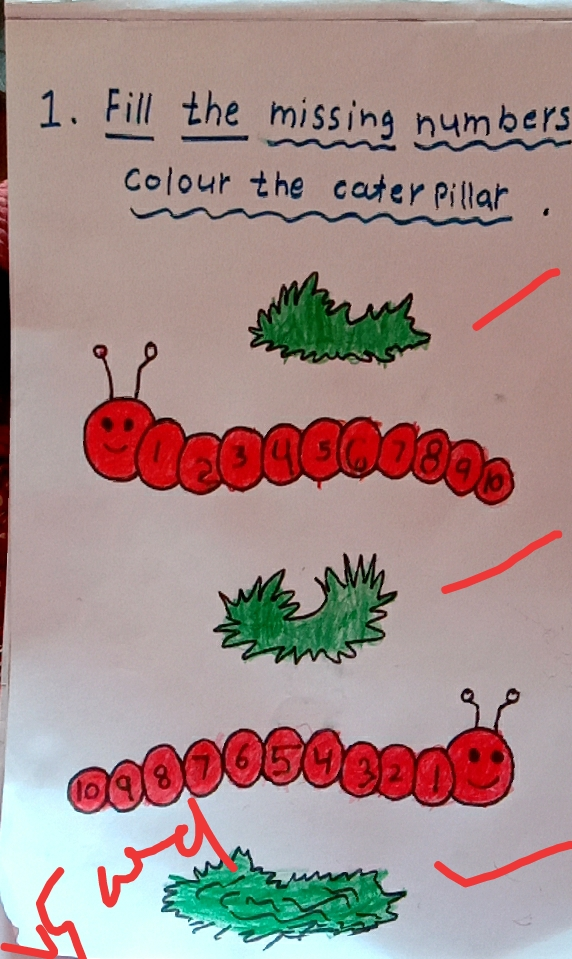 1. Fill the missing numbers
colour the caterpillar.
1 2 3 4 5 6 7 8 9 10
10 9 8 7 6 5 4 3 2 1